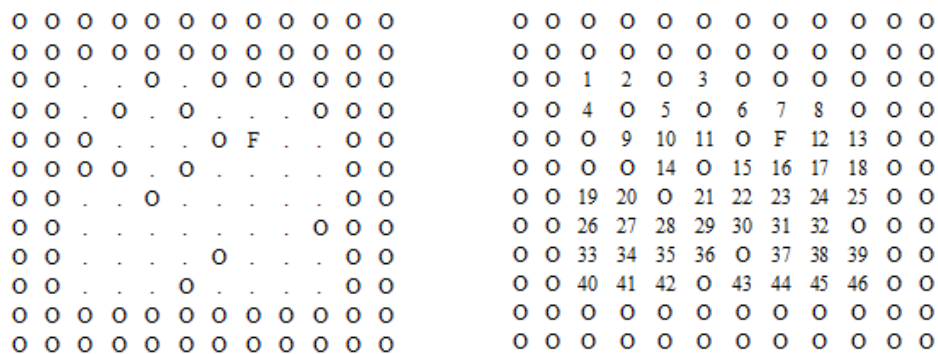 O O O O O O O O O O O O
O O O O O O O O O O O O
O O . . O . O O O O O O
O O . O . O . . . O O O
O O O . . . O F . . O O
O O O O . O . . . . O O
O O . . O . . . . . O O
O O . . . . . . . O O O
O O . . . . O . . . O O
O O . . . O . . . . O O
O O O O O O O O O O O O
O O O O O O O O O O O O
O O O O O O O O O O O O
O O O O O O O O O O O O
O O 1 2 O 3 O O O O O O
O O 4 O 5 O 6 7 8 O O O
O O O 9 10 11 O F 12 13 O O
O O O O 14 O 15 16 17 18 O O
O O 19 20 O 21 22 23 24 25 O O
O O 26 27 28 29 30 31 32 O O O
O O 33 34 35 36 O 37 38 39 O O
O O 40 41 42 O 43 44 45 46 O O
O O O O O O O O O O O O
O O O O O O O O O O O O